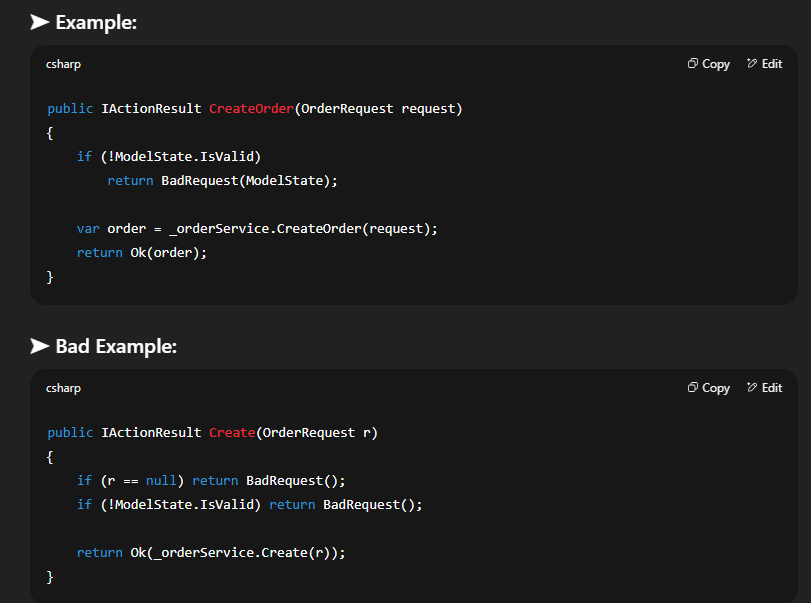 ➤ Example:
csharp Copy Edit
public IActionResult CreateOrder(OrderRequest request)
{
    if (!ModelState.IsValid)
        return BadRequest(ModelState);
    var order = _orderService.CreateOrder(request);
    return Ok(order);
}
➤ Bad Example:
csharp Copy Edit
public IActionResult Create(OrderRequest r)
{
    if (r == null) return BadRequest();
    if (!ModelState.IsValid) return BadRequest();
    return Ok(_orderService.Create(r));
}